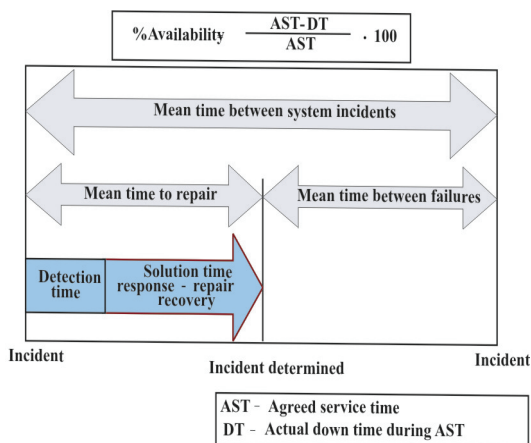 %Availability - AST-DT / AST · 100
Mean time between system incidents
Mean time to repair
Mean time between failures
Detection
time
Solution time
response - repair
recovery
Incident
Incident determined
Incident
AST - Agreed service time
DT - Actual down time during AST